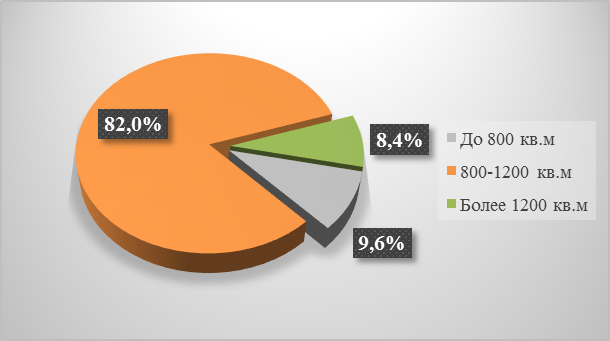 82,0%
8,4%
9,6%
До 800 кв.м
800-1200 кв.м
Более 1200 кв.м